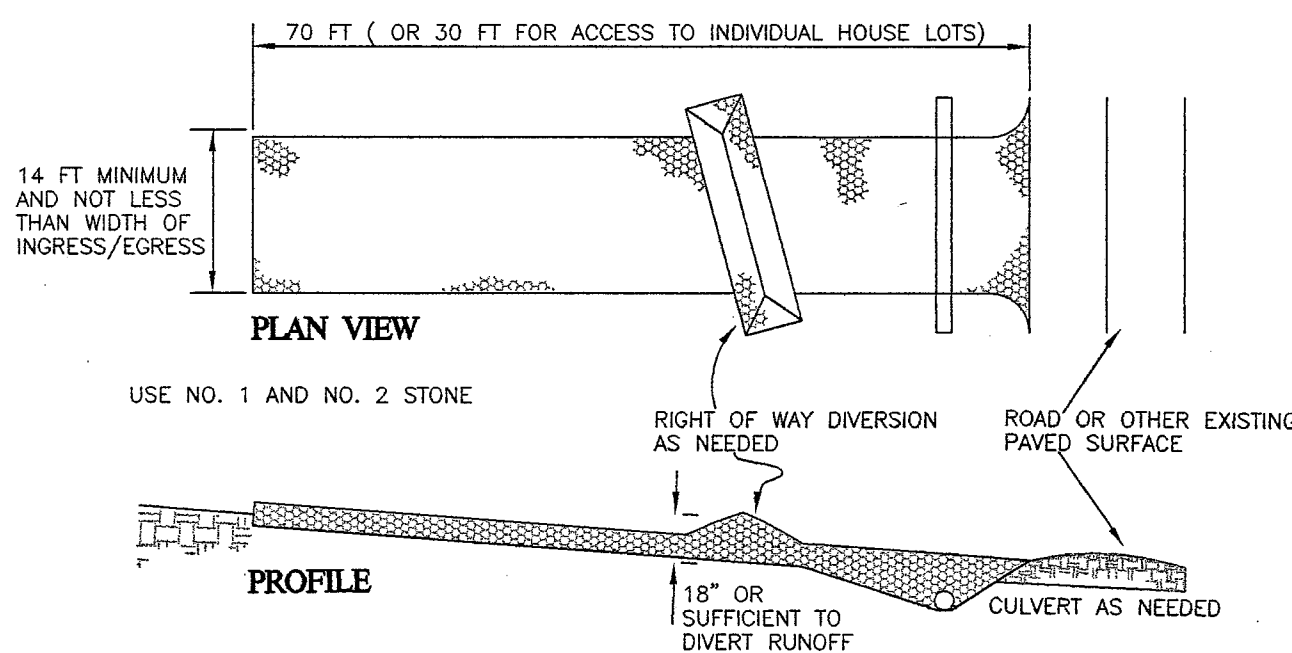 70 FT ( OR 30 FT FOR ACCESS TO INDIVIDUAL HOUSE LOTS)
14 FT MINIMUM
AND NOT LESS
THAN WIDTH OF
INGRESS/EGRESS
PLAN VIEW
USE NO. 1 AND NO. 2 STONE
RIGHT OF WAY DIVERSION
AS NEEDED
ROAD OR OTHER EXISTING
PAVED SURFACE
PROFILE
18" OR
SUFFICIENT TO
DIVERT RUNOFF
CULVERT AS NEEDED